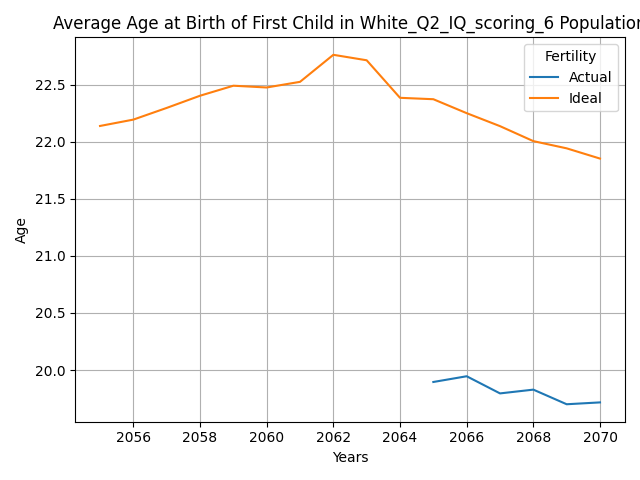 Average Age at Birth of First Child in White_Q2_IQ_scoring_6 Population
Fertility
Actual
Ideal
22.5
22.0
21.5
21.0
20.5
20.0
Age
2056 2058 2060 2062 2064 2066 2068 2070
Years